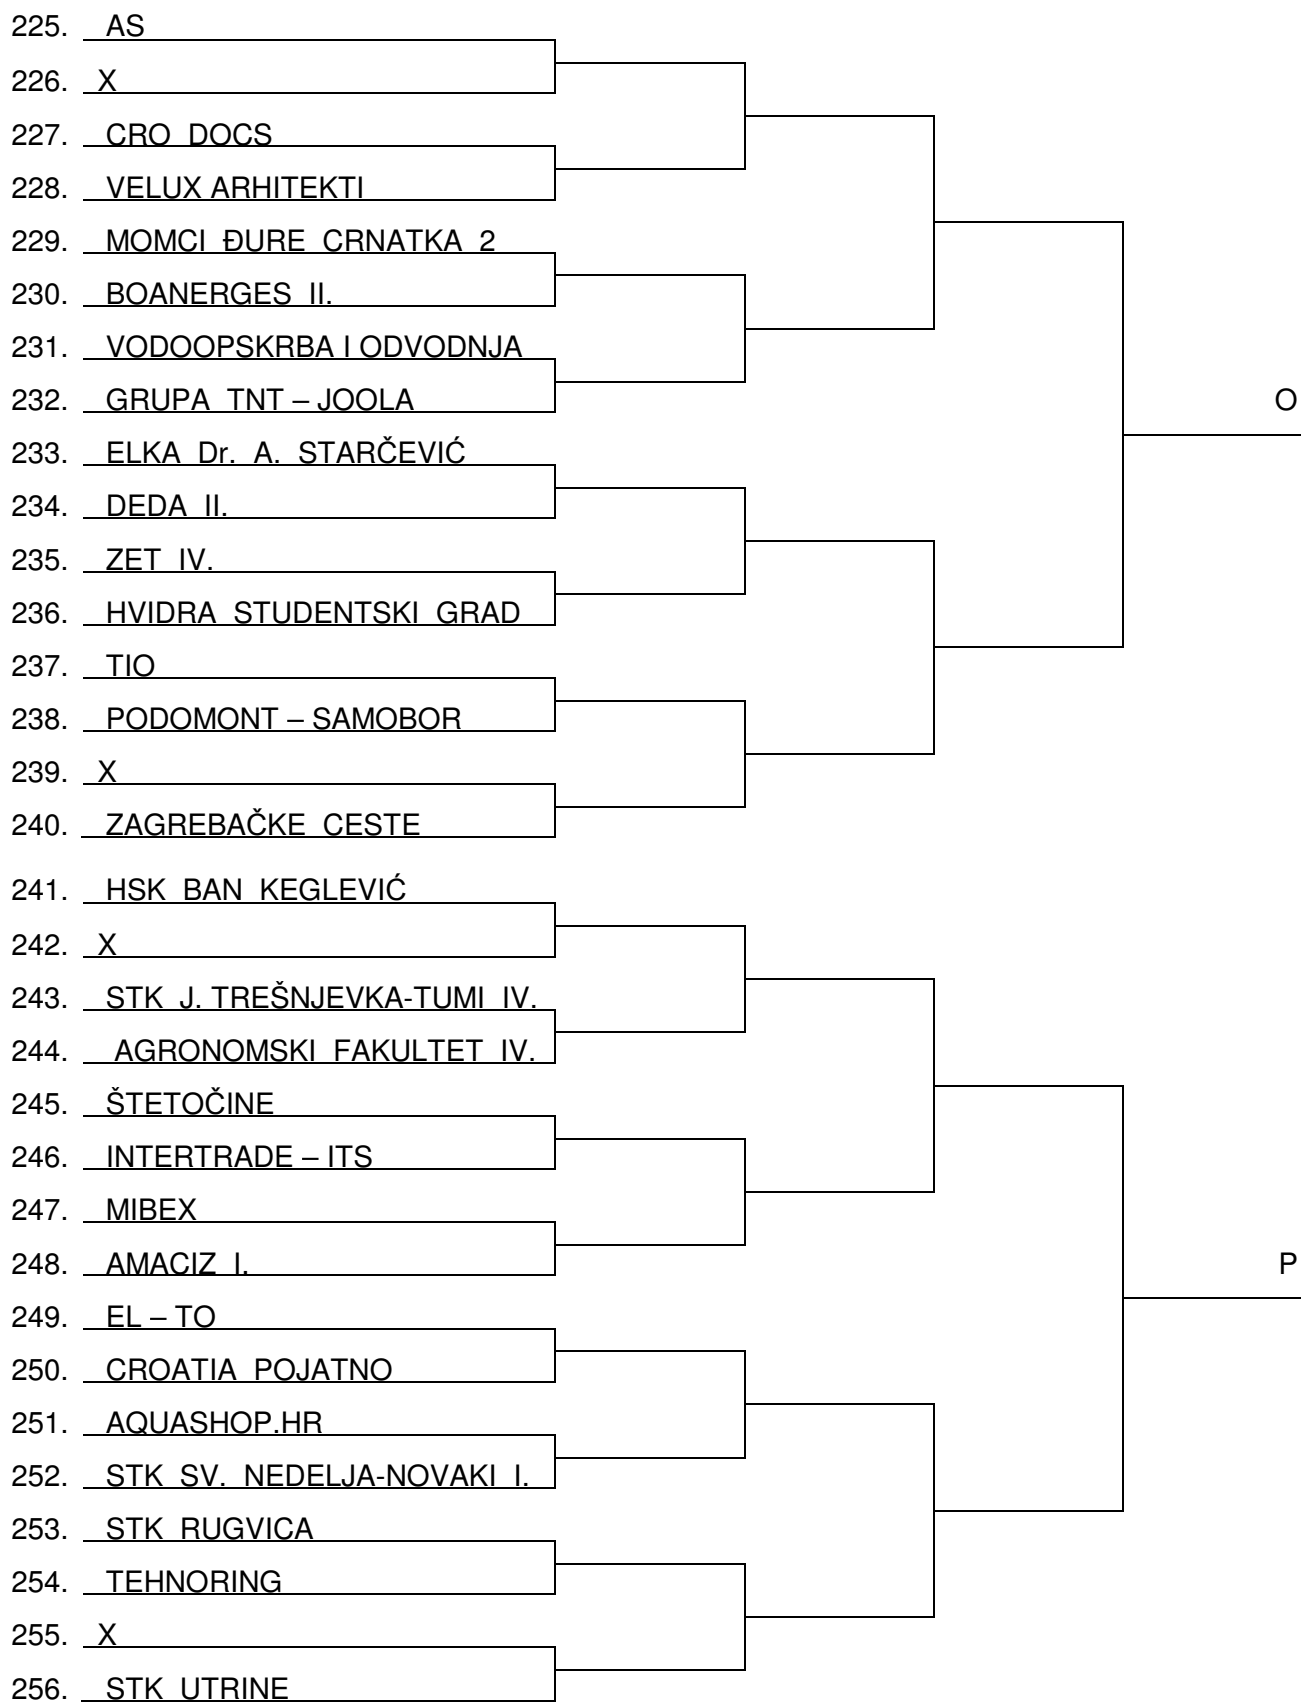 225. AS
226. X
227. CRO DOCS
228. VELUX ARHITEKTI
229. MOMCI ĐURE CRNATKA 2
230. BOANERGES II.
231. VODOOPSKRBA I ODVODNJA
232. GRUPA TNT – JOOLA
O
233. ELKA Dr. A. STARČEVIĆ
234. DEDA II.
235. ZET IV.
236. HVIDRA STUDENTSKI GRAD
237. TIO
238. PODOMONT – SAMOBOR
239. X
240. ZAGREBAČKE CESTE
241. HSK BAN KEGLEVIĆ
242. X
243. STK J. TREŠNJEVKA-TUMI IV.
244. AGRONOMSKI FAKULTET IV.
245. ŠTETOČINE
246. INTERTRADE – ITS
247. MIBEX
248. AMACIZ I.
P
249. EL – TO
250. CROATIA POJATNO
251. AQUASHOP.HR
252. STK SV. NEDELJA-NOVAKI I.
253. STK RUGVICA
254. TEHNORING
255. X
256. STK UTRINE